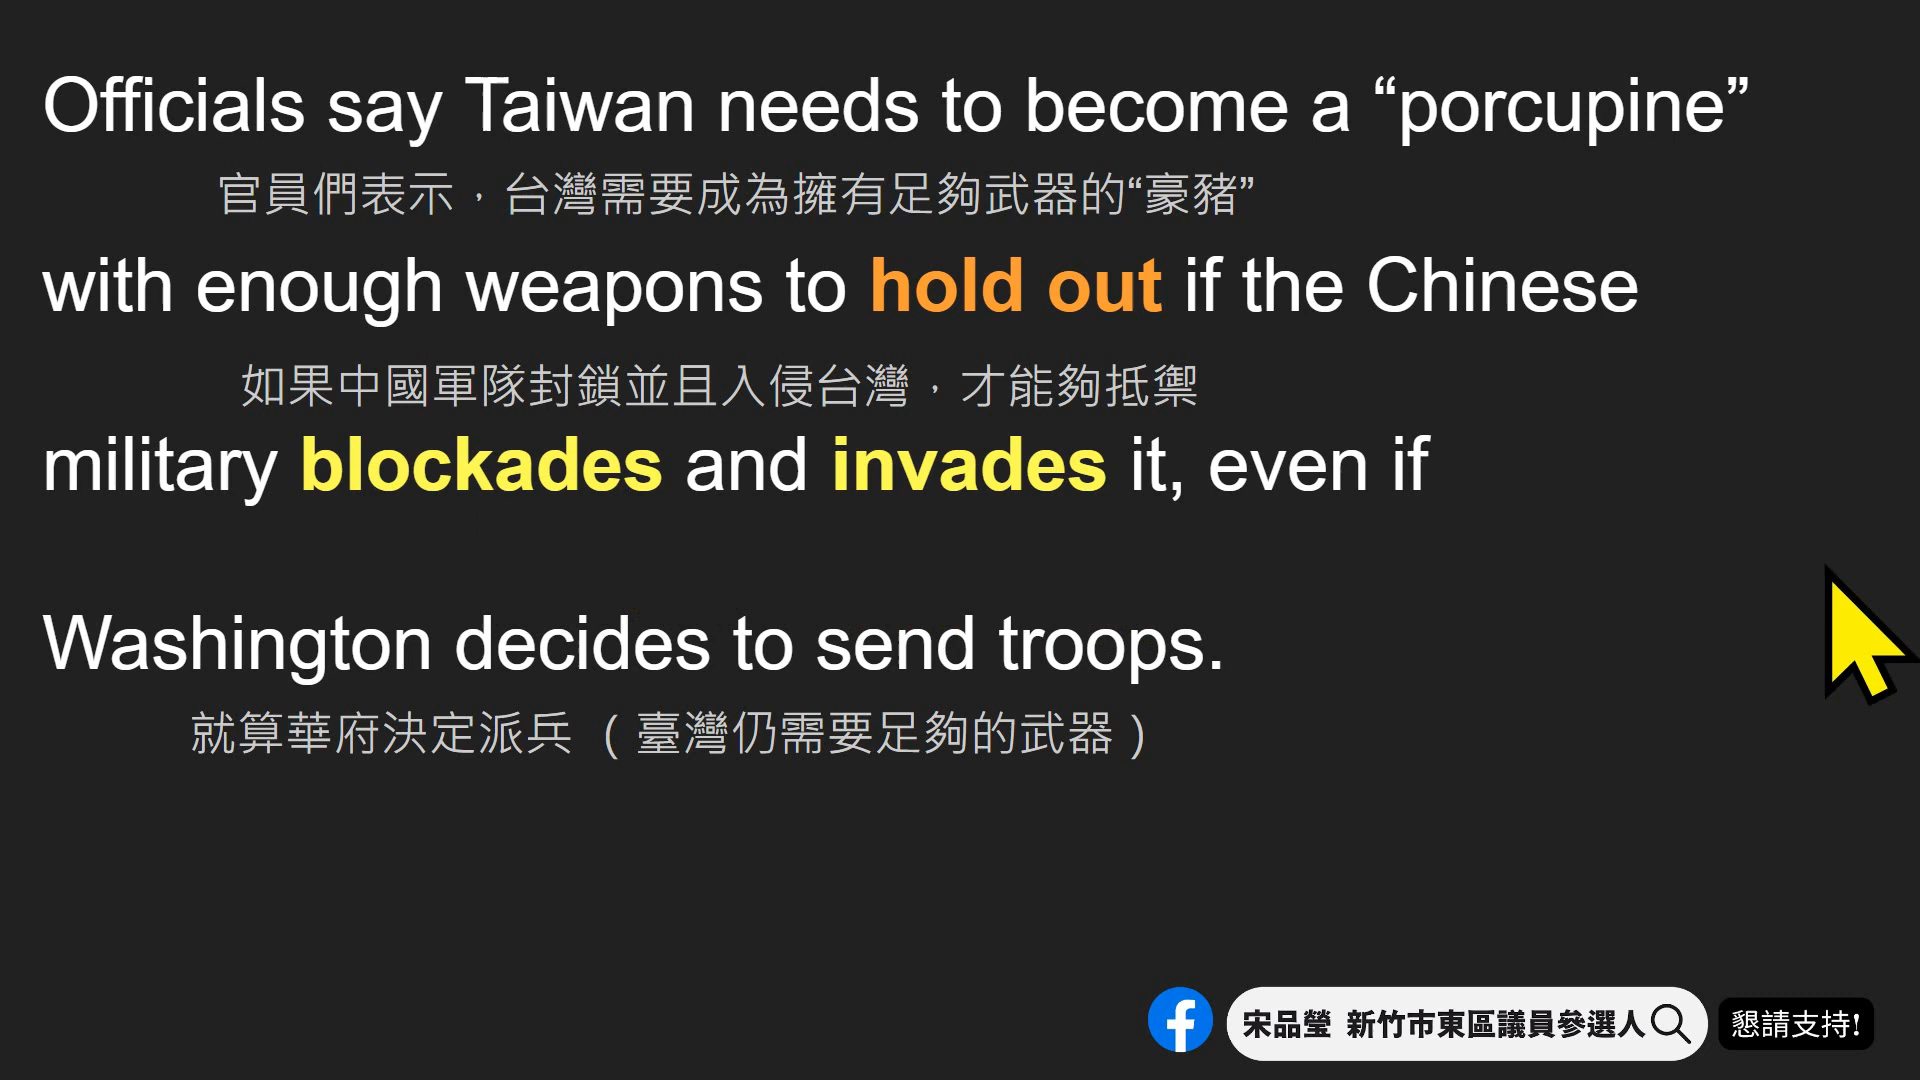 Officials say Taiwan needs to become a “porcupine”
官員們表示，台灣需要成為擁有足夠武器的“豪豬”
with enough weapons to hold out if the Chinese
如果中國軍隊封鎖並且入侵台灣，才能夠抵禦
military blockades and invades it, even if
Washington decides to send troops.
就算華府決定派兵 （臺灣仍需要足夠的武器）
宋品瑩 新竹市東區議員參選人
懇請支持!